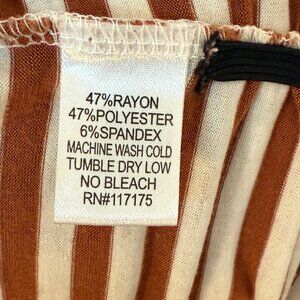 47%RAYON
47%POLYESTER
6%SPANDEX
MACHINE WASH COLD
TUMBLE DRY LOW
NO BLEACH
RN#117175